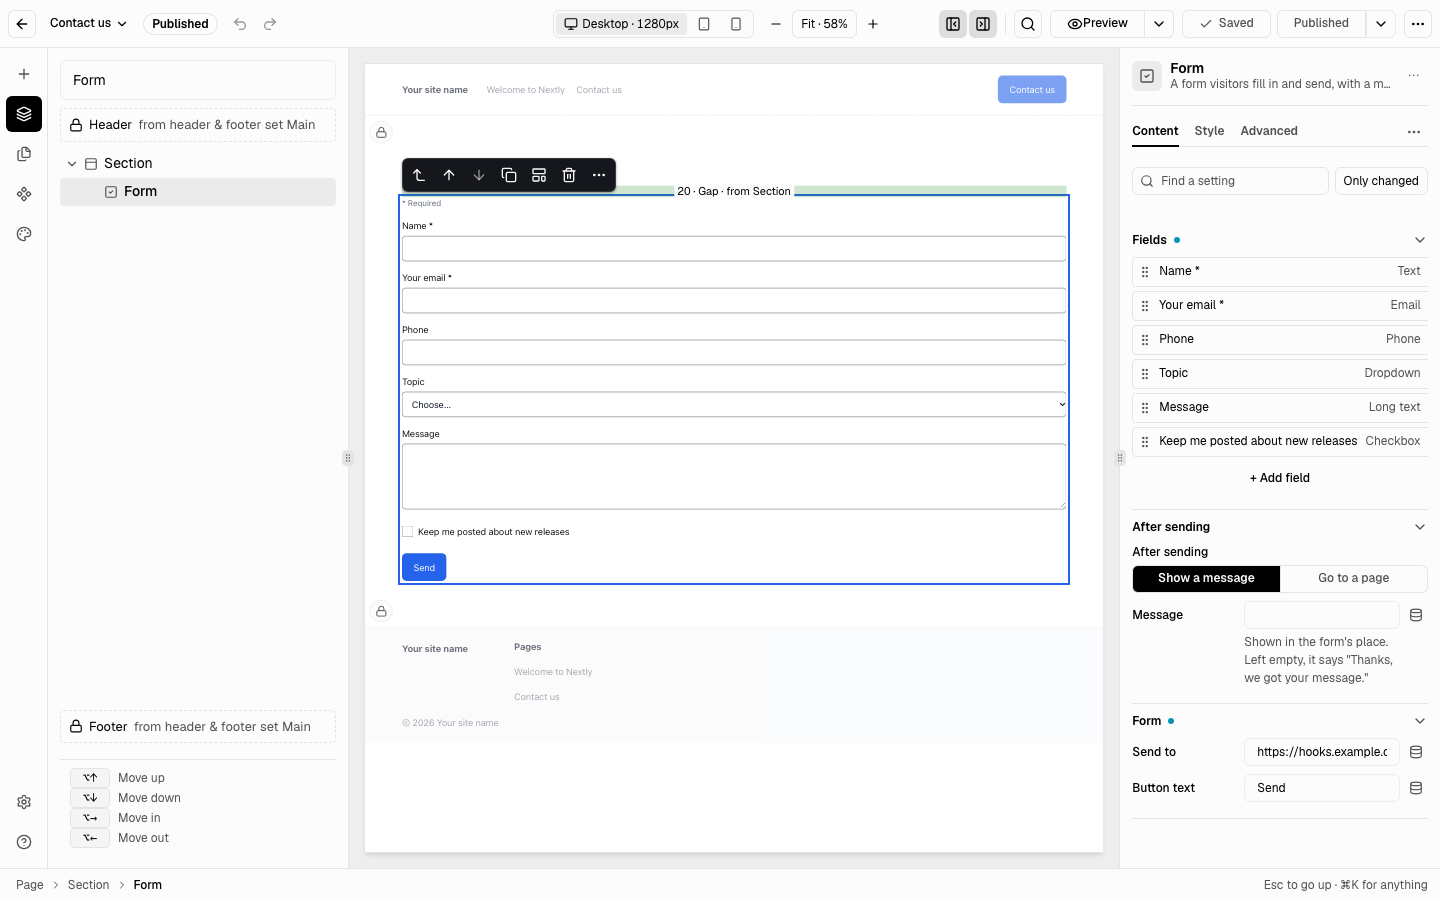 Contact us
Published
Desktop · 1280px
Fit · 58%
Preview
Saved
Published
Form
Header from header & footer set Main
Section
Form
Footer from header & footer set Main
⌥↑ Move up
⌥↓ Move down
⌥→ Move in
⌥← Move out
Your site name Welcome to Nextly Contact us
Contact us
20 · Gap · from Section
* Required
Name *
Your email *
Phone
Topic
Choose...
Message
Keep me posted about new releases
Send
Your site name
Pages
Welcome to Nextly
Contact us
© 2026 Your site name
Form
A form visitors fill in and send, with a m...
Content Style Advanced
Find a setting
Only changed
Fields
Name * Text
Your email * Email
Phone Phone
Topic Dropdown
Message Long text
Keep me posted about new releases Checkbox
+ Add field
After sending
After sending
Show a message Go to a page
Message
Shown in the form's place.
Left empty, it says "Thanks,
we got your message."
Form
Send to https://hooks.example.c
Button text Send
Page > Section > Form
Esc to go up · ⌘K for anything